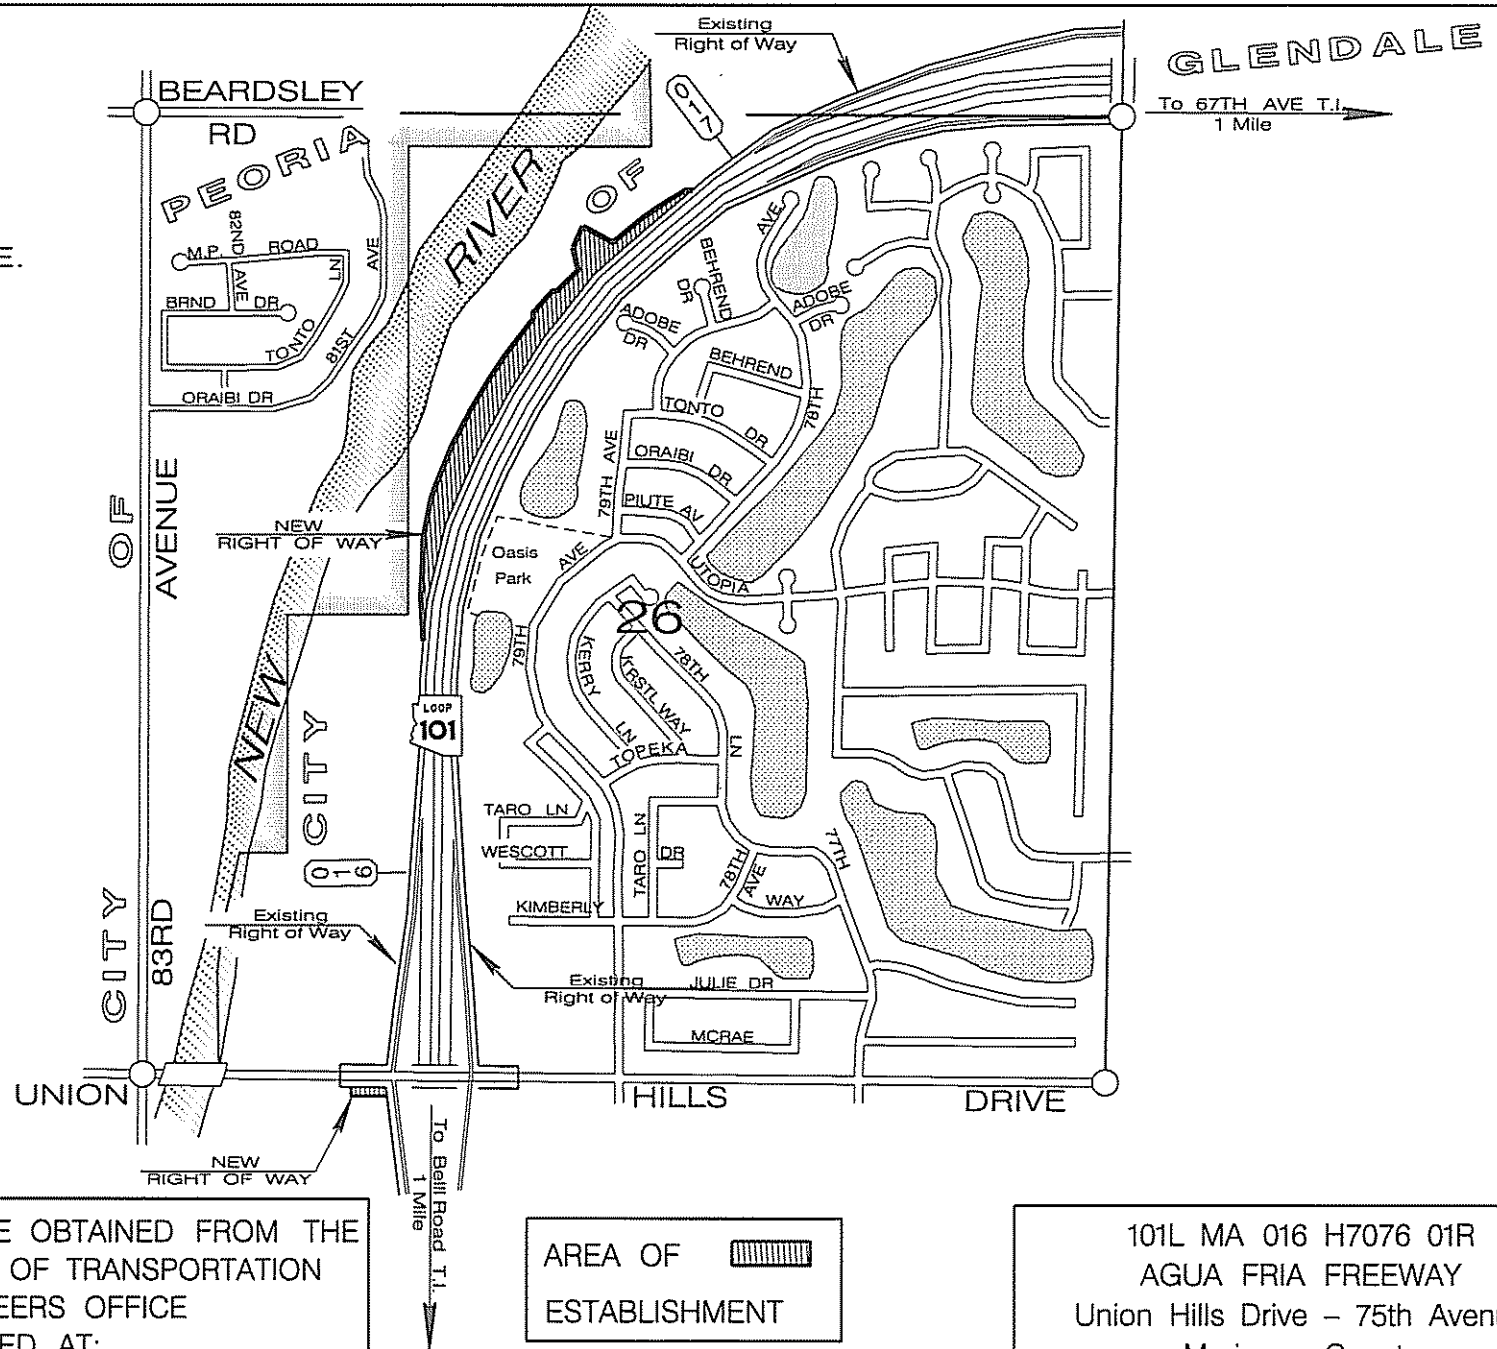 Existing
Right of Way
GLENDALE
BEARDSLEY
RD
To 67TH AVE T.I.
1 Mile
017
PEORIA
OF
RIVER
82ND
AVE
M.P. ROAD
BRND DR
TONTO
LN
81ST
AVE
ORAIBI DR
E.
AVE
BEHREND
DR
ADOBE
DR
ADOBE
DR
BEHREND
78TH
TONTO
DR
ORAIBI
DR
PIUTE AV
79TH AVE
UTOPIA
OF
AVENUE
NEW
RIGHT OF WAY
Oasis
Park
AVE
79TH
26
KERRY
LN
KRSTL WAY
78TH
LN
TOPEKA
NEW
CITY
LOOP
101
TARO LN
WESCOTT
TARO LN
DR
78TH
AVE
77TH
KIMBERLY
WAY
016
CITY
83RD
Existing
Right of Way
Existing
Right of Way
JULIE DR
MCRAE
UNION
HILLS
DRIVE
NEW
RIGHT OF WAY
To Bell Road T.I.
1 Mile
E OBTAINED FROM THE
OF TRANSPORTATION
EERS OFFICE
ED AT:
AREA OF
ESTABLISHMENT
101L MA 016 H7076 01R
AGUA FRIA FREEWAY
Union Hills Drive – 75th Aven